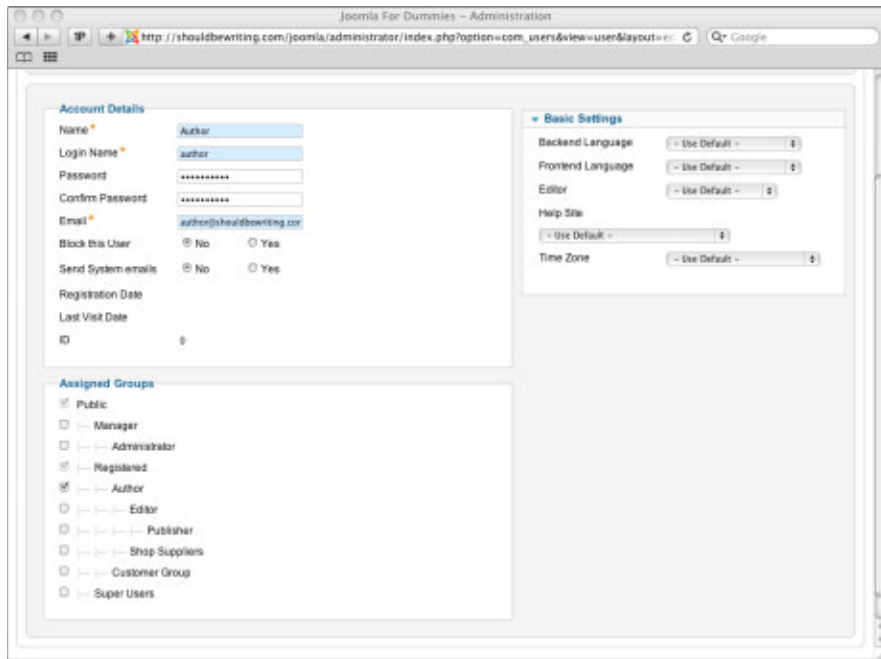 Joomla For Dummies – Administration
http://shouldbewriting.com/joomla/administrator/index.php?option=com_users&view=user&layout=ec
Google
Account Details
Name *
Author
Login Name *
author
Password
••••••••••
Confirm Password
••••••••••
Email *
author@shouldbewriting.cor
Block this User
No Yes
Send System emails
No Yes
Registration Date
Last Visit Date
ID
0
Assigned Groups
Public
Manager
Administrator
Registered
Author
Editor
Publisher
Shop Suppliers
Customer Group
Super Users
Basic Settings
Backend Language
- Use Default -
Frontend Language
- Use Default -
Editor
- Use Default -
Help Site
- Use Default -
Time Zone
- Use Default -